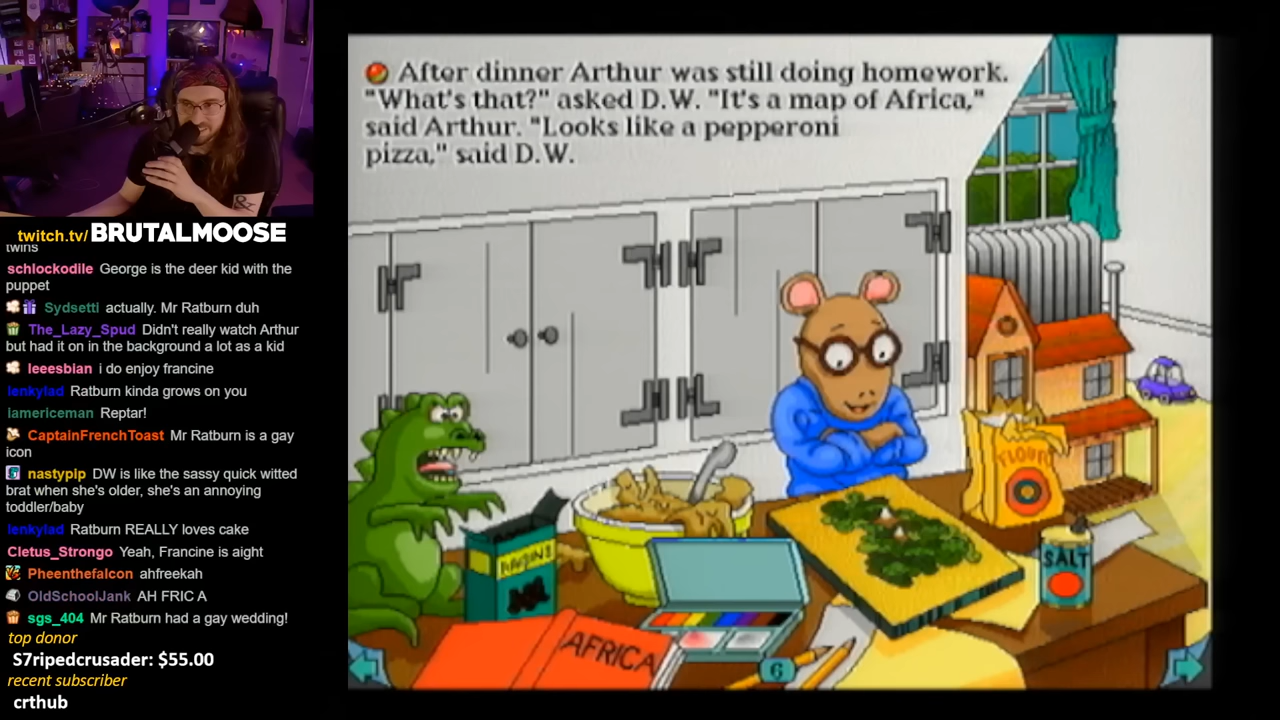 After dinner Arthur was still doing homework.
"What's that?" asked D.W. "It's a map of Africa,"
said Arthur. "Looks like a pepperoni
pizza," said D.W.
twitch.tv/BRUTALMOOSE
twins
schlockodile George is the deer kid with the
puppet
Sydsetti actually. Mr Ratburn duh
The_Lazy_Spud Didn't really watch Arthur
but had it on in the background a lot as a kid
leeesbian i do enjoy francine
lenkylad Ratburn kinda grows on you
iamericeman Reptar!
CaptainFrenchToast Mr Ratburn is a gay
icon
nastypip DW is like the sassy quick witted
brat when she's older, she's an annoying
toddler/baby
lenkylad Ratburn REALLY loves cake
Cletus_Strongo Yeah, Francine is aight
Pheenthefalcon ahfreekah
OldSchoolJank AH FRIC A
sgs_404 Mr Ratburn had a gay wedding!
top donor
S7ripedcrusader: $55.00
recent subscriber
crthub
FLOUR
RAISINS
SALT
AFRICA
6
&